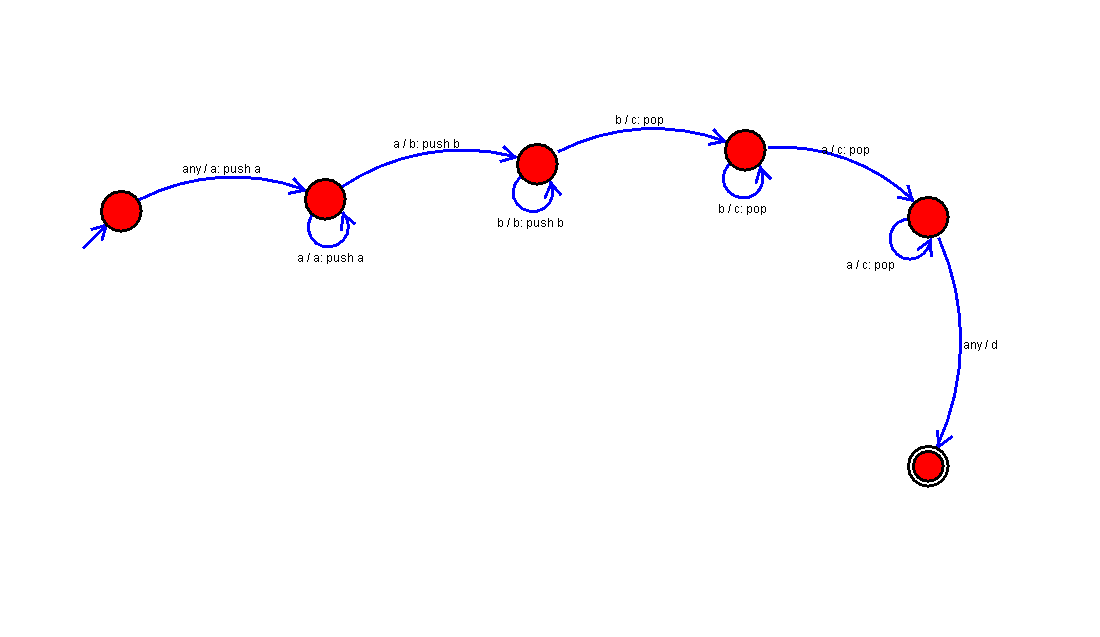 any / a: push a
a / a: push a
a / b: push b
b / b: push b
b / c: pop
b / c: pop
a / c: pop
a / c: pop
any / d